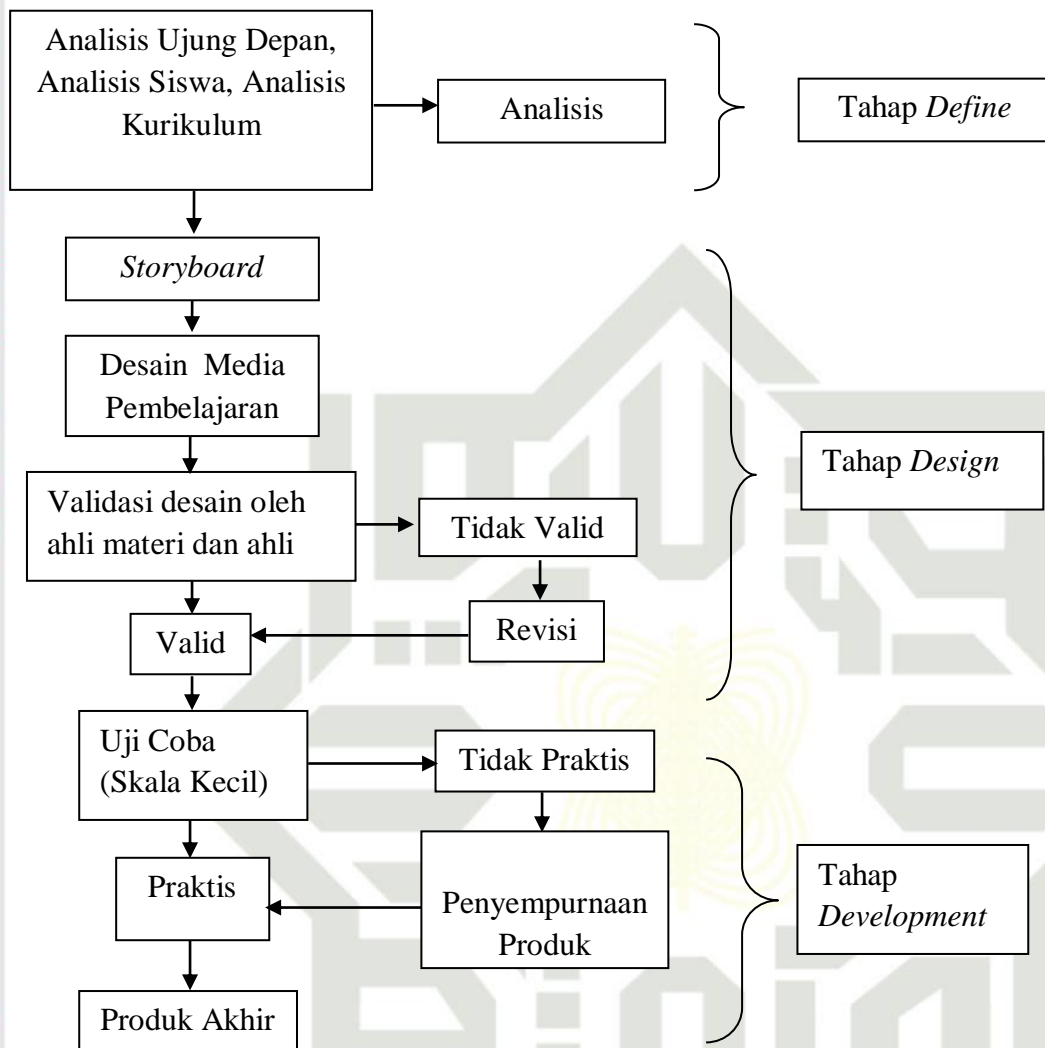 Analisis Ujung Depan,
Analisis Siswa, Analisis
Kurikulum
Analisis
Tahap Define
Storyboard
Desain Media
Pembelajaran
Tahap Design
Validasi desain oleh
ahli materi dan ahli
Tidak Valid
Valid
Revisi
Uji Coba
(Skala Kecil)
Tidak Praktis
Praktis
Penyempurnaan
Produk
Tahap
Development
Produk Akhir